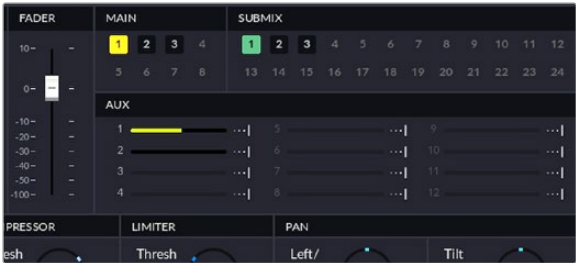 FADER MAIN SUBMIX
10- 1 2 3 4 1 2 3 4 5 6 7 8 9 10 11 12
5 6 7 8 13 14 15 16 17 18 19 20 21 22 23 24
0-
AUX
-10-
1 5 9
-20-
2 6 10
-30-
-40- 3 7 11
-50-
-100- 4 8 12
PRESSOR LIMITER PAN
esh Thresh Left/ Tilt